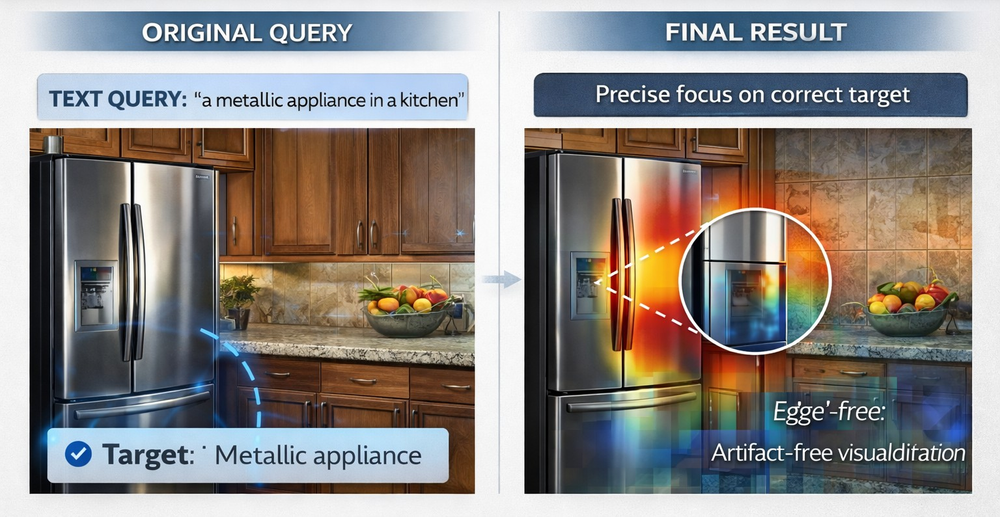 ORIGINAL QUERY
TEXT QUERY: “a metallic appliance in a kitchen”
Target: Metallic appliance
FINAL RESULT
Precise focus on correct target
Egge’-free:
Artifact-free visualditation